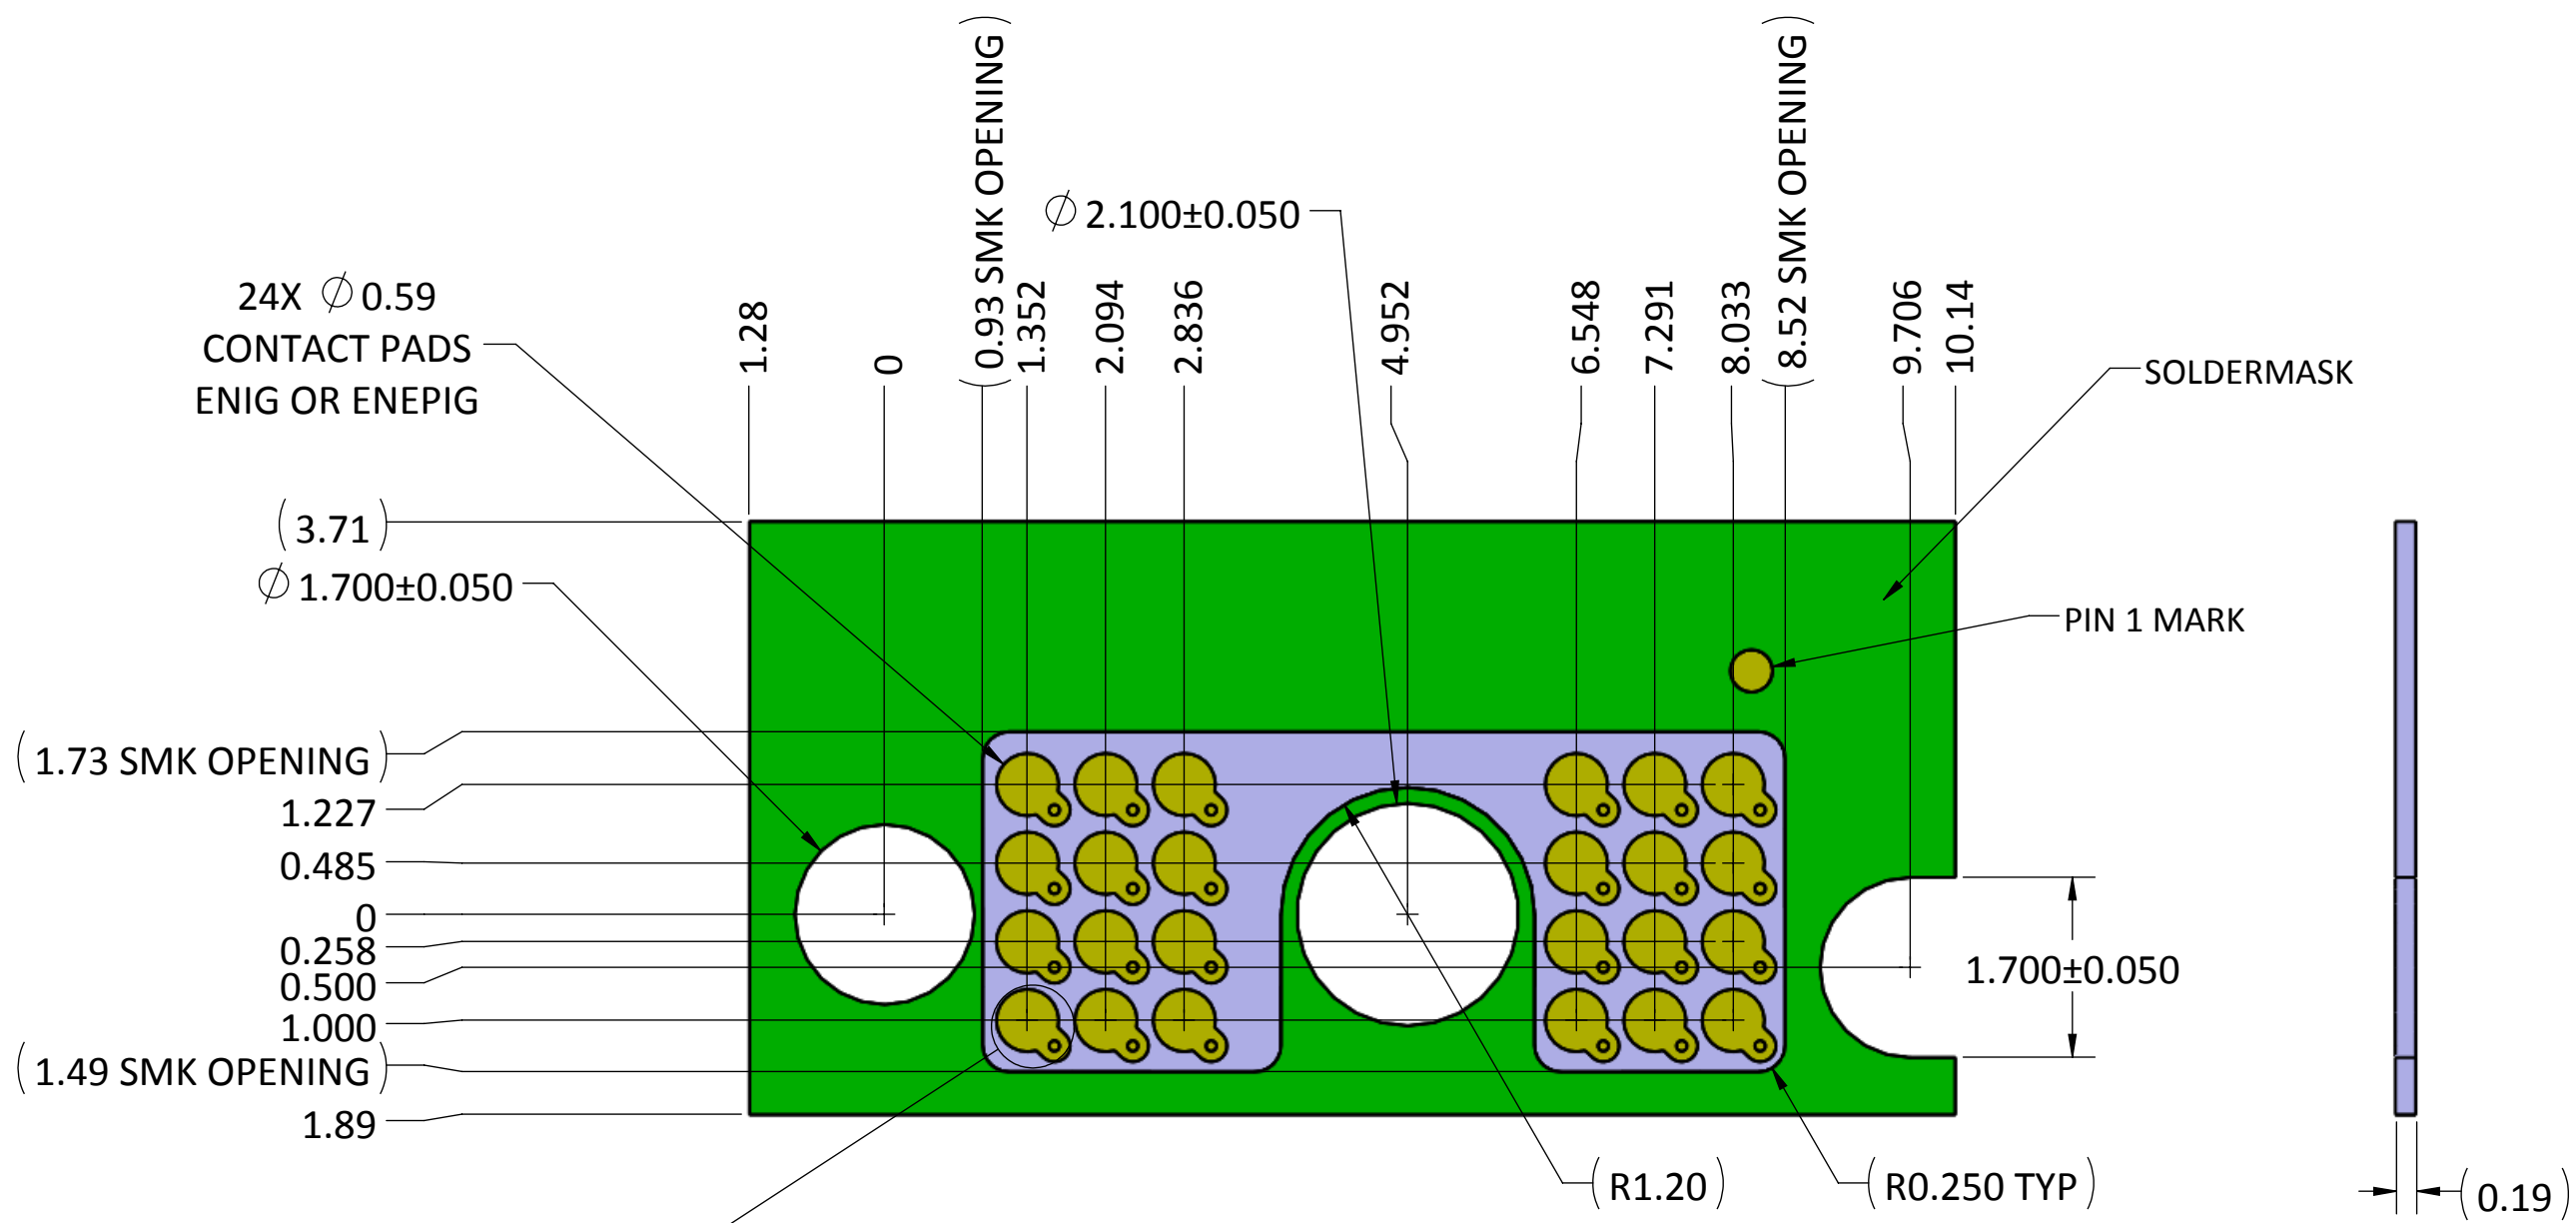 (0.93 SMK OPENING)
(8.52 SMK OPENING)
⌀ 2.100±0.050
24X ⌀ 0.59
CONTACT PADS
ENIG OR ENEPIG
1.28
0
1.352
2.094
2.836
4.952
6.548
7.291
8.033
9.706
10.14
SOLDERMASK
(3.71)
⌀ 1.700±0.050
PIN 1 MARK
(1.73 SMK OPENING)
1.227
0.485
0
0.258
0.500
1.000
(1.49 SMK OPENING)
1.89
1.700±0.050
(R1.20)
(R0.250 TYP)
(0.19)